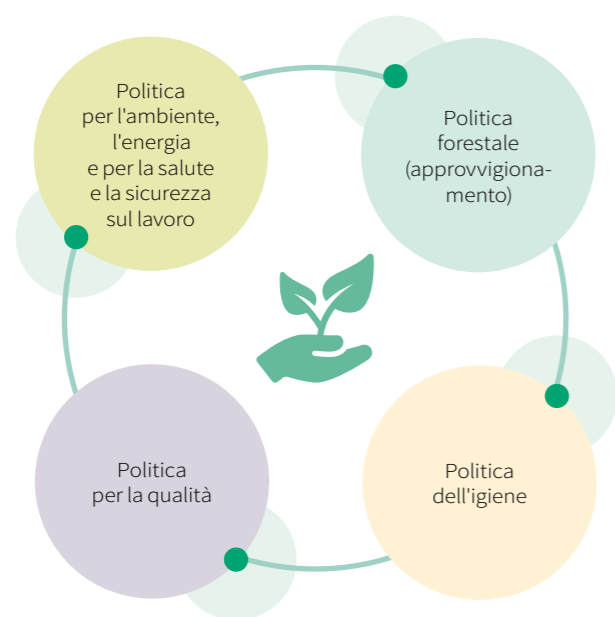 Politica
per l'ambiente,
l'energia
e per la salute
e la sicurezza
sul lavoro
Politica
forestale
(approvvigiona-
mento)
Politica
per la qualità
Politica
dell'igiene